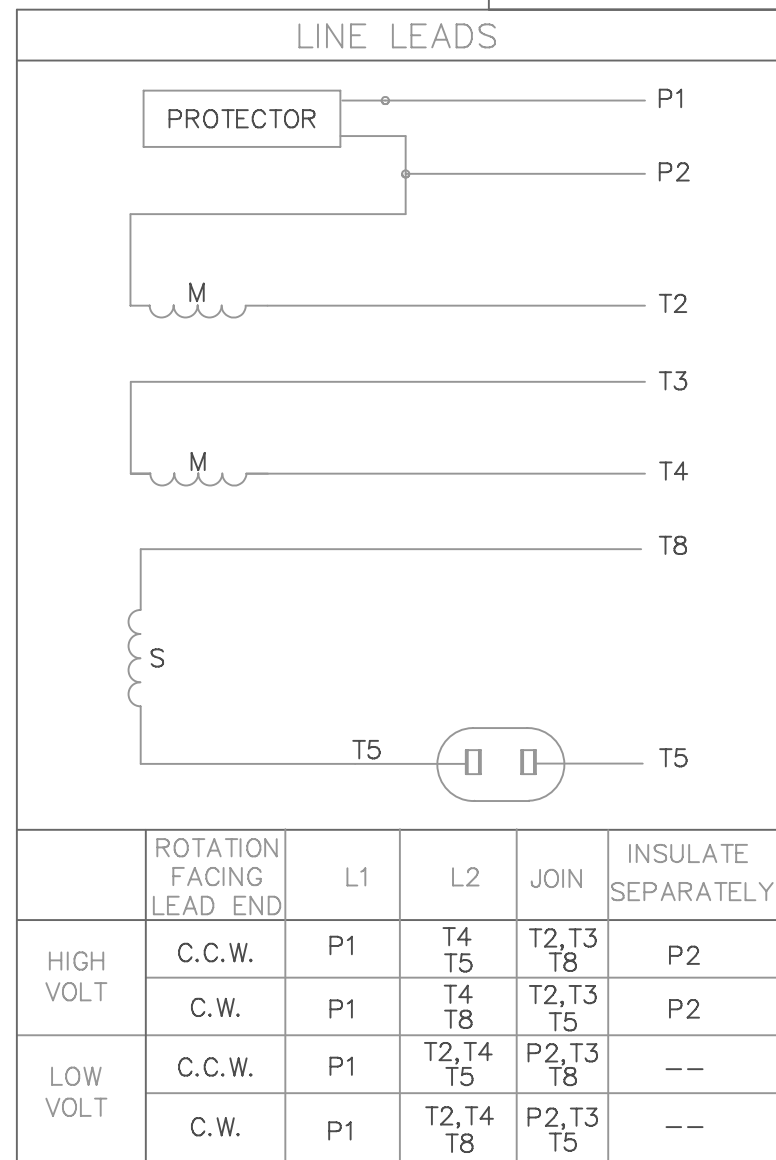 LINE LEADS
PROTECTOR
P1
P2
M
T2
T3
M
T4
T8
S
T5
T5
ROTATION
FACING
LEAD END
L1
L2
JOIN
INSULATE
SEPARATELY
HIGH
VOLT
C.C.W.
P1
T4
T5
T2,T3
T8
P2
C.W.
P1
T4
T8
T2,T3
T5
P2
LOW
VOLT
C.C.W.
P1
T2,T4
T5
P2,T3
T8
--
C.W.
P1
T2,T4
T8
P2,T3
T5
--